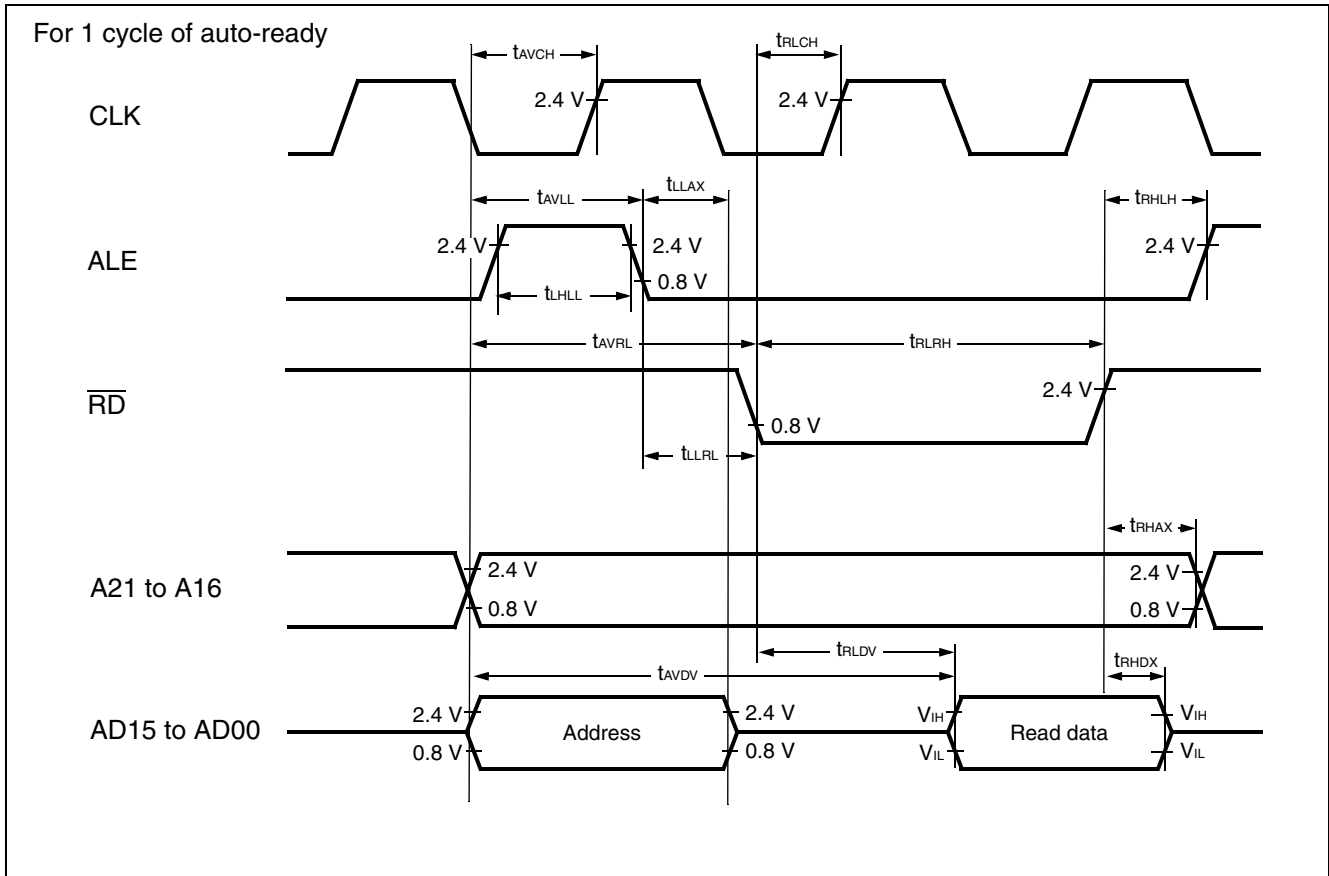 For 1 cycle of auto-ready
tAVCH
tRLCH
CLK
2.4 V
2.4 V
tAVLL
tLLAX
tRHLH
ALE
2.4 V
2.4 V
2.4 V
0.8 V
tLHLL
tAVRL
tRLRH
RD
2.4 V
0.8 V
tLLRL
tRHAX
A21 to A16
2.4 V
2.4 V
0.8 V
0.8 V
tRLDV
tAVDV
tRHDX
AD15 to AD00
2.4 V
Address
2.4 V
VIH
Read data
VIH
0.8 V
0.8 V
VIL
VIL